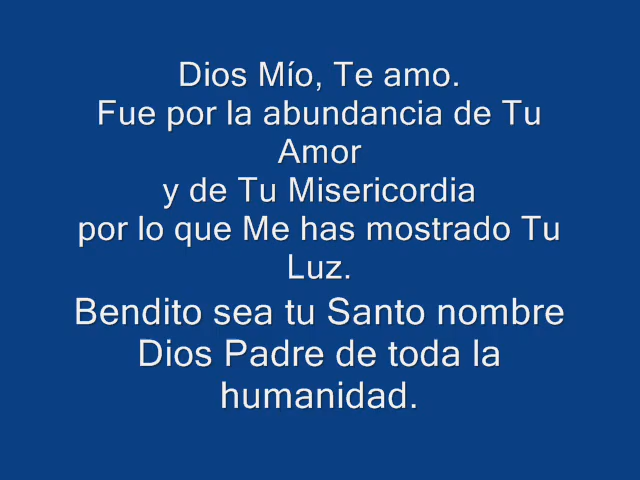 Dios Mío, Te amo.
Fue por la abundancia de Tu
Amor
y de Tu Misericordia
por lo que Me has mostrado Tu
Luz.
Bendito sea tu Santo nombre
Dios Padre de toda la
humanidad.